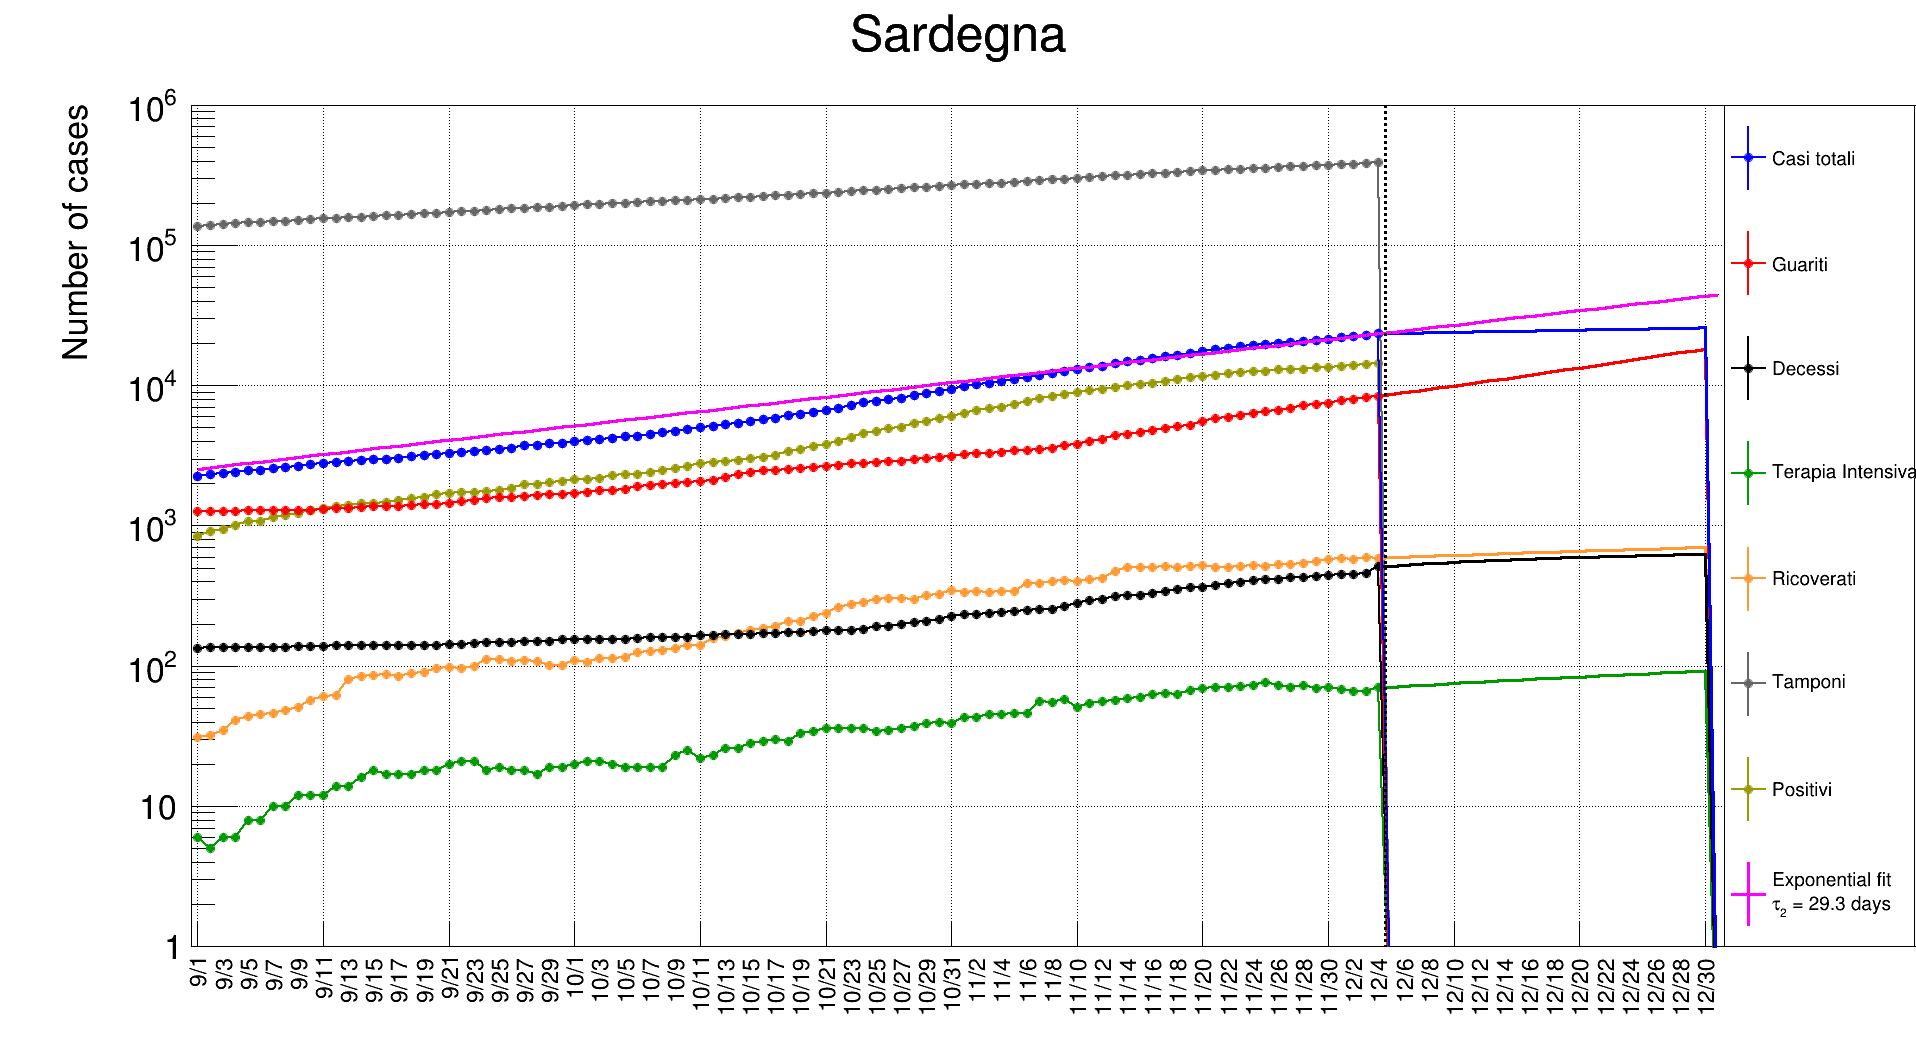 Sardegna
Number of cases
10^6
10^5
10^4
10^3
10^2
10
1
9/1 9/3 9/5 9/7 9/9 9/11 9/13 9/15 9/17 9/19 9/21 9/23 9/25 9/27 9/29 10/1 10/3 10/5 10/7 10/9 10/11 10/13 10/15 10/17 10/19 10/21 10/23 10/25 10/27 10/29 10/31 11/2 11/4 11/6 11/8 11/10 11/12 11/14 11/16 11/18 11/20 11/22 11/24 11/26 11/28 11/30 12/2 12/4 12/6 12/8 12/10 12/12 12/14 12/16 12/18 12/20 12/22 12/24 12/26 12/28 12/30
Casi totali
Guariti
Decessi
Terapia Intensiva
Ricoverati
Tamponi
Positivi
Exponential fit
τ₂ = 29.3 days